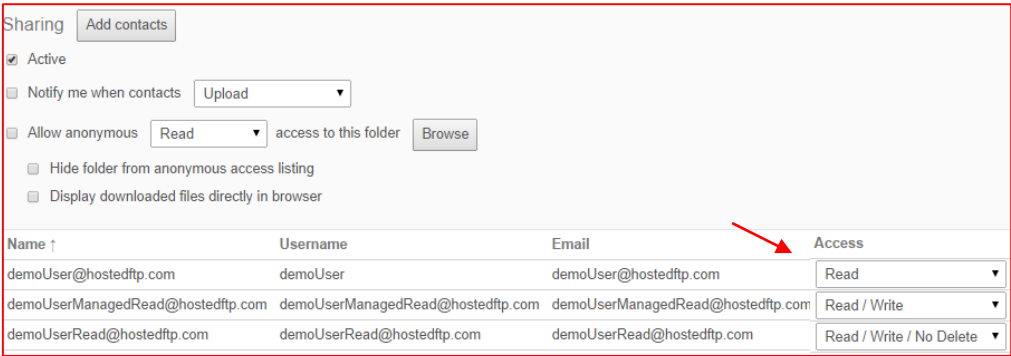 Sharing Add contacts
Active
Notify me when contacts Upload
Allow anonymous Read access to this folder Browse
Hide folder from anonymous access listing
Display downloaded files directly in browser
Name ↑ Username Email Access
demoUser@hostedftp.com demoUser demoUser@hostedftp.com Read
demoUserManagedRead@hostedftp.com demoUserManagedRead@hostedftp.com demoUserManagedRead@hostedftp.com Read / Write
demoUserRead@hostedftp.com demoUserRead@hostedftp.com demoUserRead@hostedftp.com Read / Write / No Delete